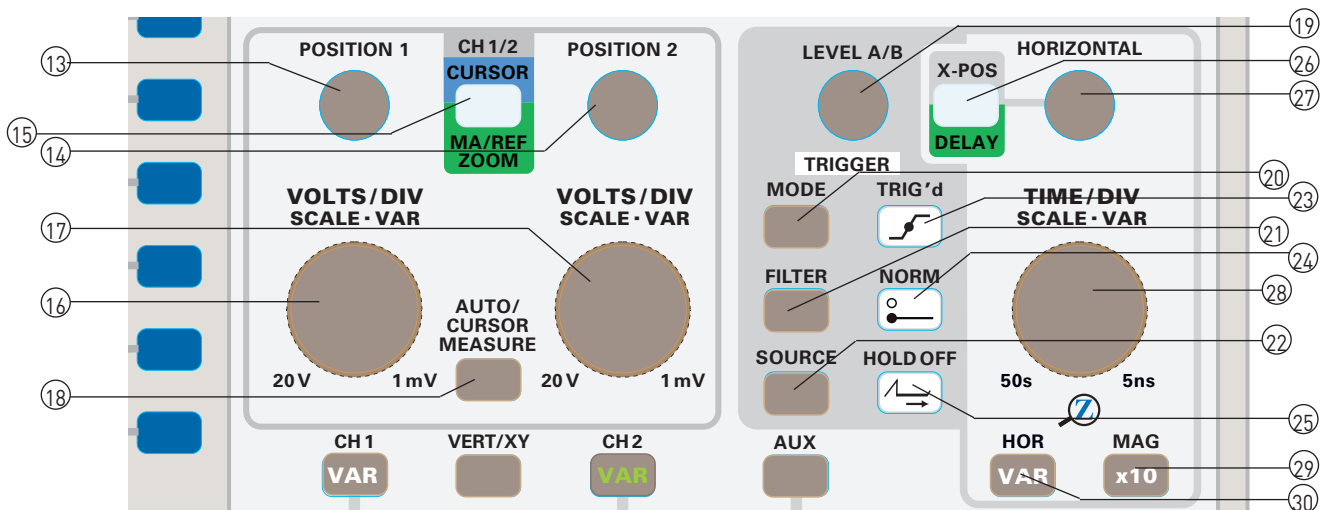 POSITION 1
CH 1/2
CURSOR
MA/REF
ZOOM
POSITION 2
LEVEL A/B
HORIZONTAL
X-POS
DELAY
13
15
14
19
26
27
VOLTS/DIV
SCALE · VAR
VOLTS/DIV
SCALE · VAR
TRIGGER
MODE
TRIG'd
TIME/DIV
SCALE · VAR
17
16
20
23
21
24
28
22
FILTER
NORM
AUTO/
CURSOR
MEASURE
SOURCE
HOLD OFF
20 V
1 mV
20 V
1 mV
50s
5ns
18
25
Z
CH 1
VAR
VERT/XY
CH 2
VAR
AUX
HOR
VAR
MAG
x10
29
30